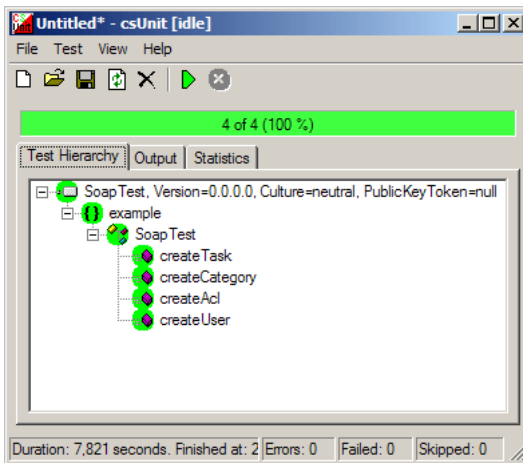 Untitled* - csUnit [idle]
File Test View Help
4 of 4 (100 %)
Test Hierarchy Output Statistics
SoapTest, Version=0.0.0.0, Culture=neutral, PublicKeyToken=null
example
SoapTest
createTask
createCategory
createAcl
createUser
Duration: 7,821 seconds. Finished at: 2 Errors: 0 Failed: 0 Skipped: 0